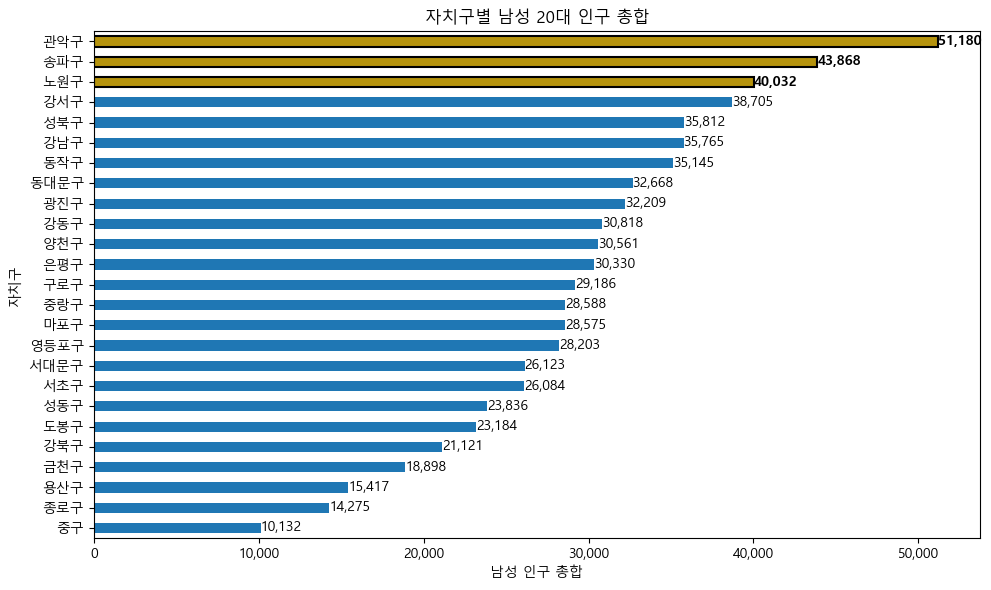 자치구별 남성 20대 인구 총합
자치구
관악구 51,180
송파구 43,868
노원구 40,032
강서구 38,705
성북구 35,812
강남구 35,765
동작구 35,145
동대문구 32,668
광진구 32,209
강동구 30,818
양천구 30,561
은평구 30,330
구로구 29,186
중랑구 28,588
마포구 28,575
영등포구 28,203
서대문구 26,123
서초구 26,084
성동구 23,836
도봉구 23,184
강북구 21,121
금천구 18,898
용산구 15,417
종로구 14,275
중구 10,132
0 10,000 20,000 30,000 40,000 50,000
남성 인구 총합